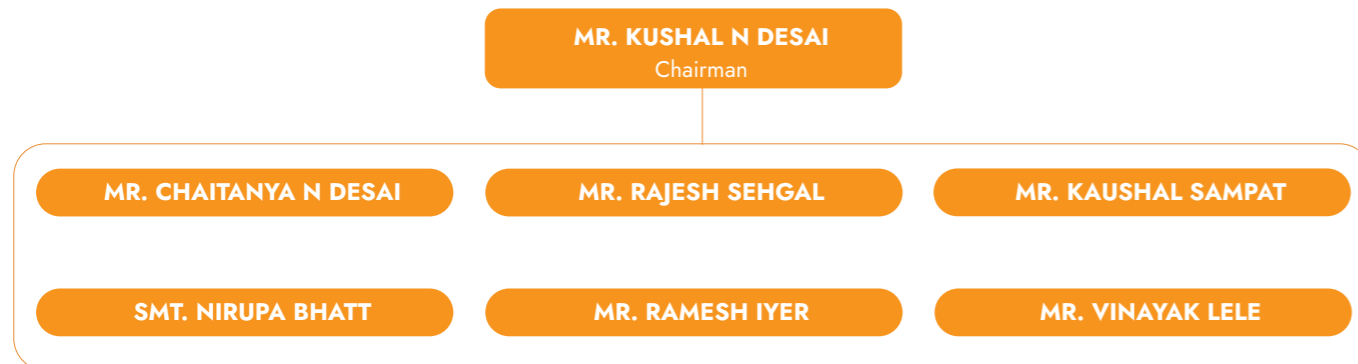 MR. KUSHAL N DESAI
Chairman
MR. CHAITANYA N DESAI
MR. RAJESH SEHGAL
MR. KAUSHAL SAMPAT
SMT. NIRUPA BHATT
MR. RAMESH IYER
MR. VINAYAK LELE